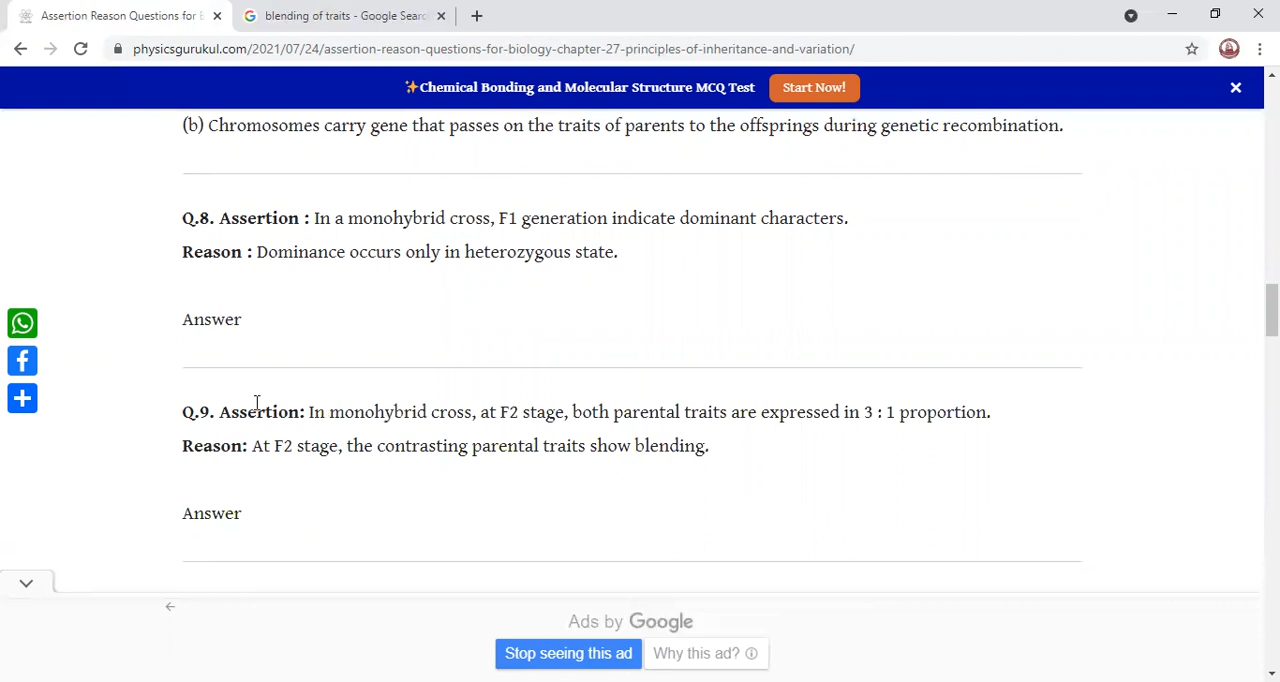 Assertion Reason Questions for B
blending of traits - Google Searc
physicsgurukul.com/2021/07/24/assertion-reason-questions-for-biology-chapter-27-principles-of-inheritance-and-variation/
✨Chemical Bonding and Molecular Structure MCQ Test Start Now!
(b) Chromosomes carry gene that passes on the traits of parents to the offsprings during genetic recombination.
Q.8. Assertion : In a monohybrid cross, F1 generation indicate dominant characters.
Reason : Dominance occurs only in heterozygous state.
Answer
Q.9. Assertion: In monohybrid cross, at F2 stage, both parental traits are expressed in 3 : 1 proportion.
Reason: At F2 stage, the contrasting parental traits show blending.
Answer
Ads by Google
Stop seeing this ad Why this ad?